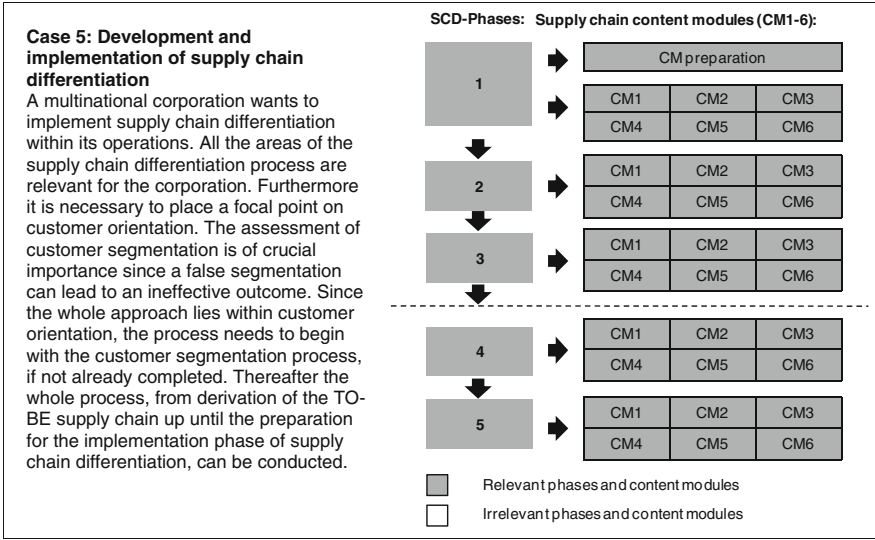 Case 5: Development and
implementation of supply chain
differentiation
A multinational corporation wants to
implement supply chain differentiation
within its operations. All the areas of the
supply chain differentiation process are
relevant for the corporation. Furthermore
it is necessary to place a focal point on
customer orientation. The assessment of
customer segmentation is of crucial
importance since a false segmentation
can lead to an ineffective outcome. Since
the whole approach lies within customer
orientation, the process needs to begin
with the customer segmentation process,
if not already completed. Thereafter the
whole process, from derivation of the TO-
BE supply chain up until the preparation
for the implementation phase of supply
chain differentiation, can be conducted.
SCD-Phases: Supply chain content modules (CM1-6):
1
CM preparation
CM1 CM2 CM3
CM4 CM5 CM6
2
CM1 CM2 CM3
CM4 CM5 CM6
3
CM1 CM2 CM3
CM4 CM5 CM6
4
CM1 CM2 CM3
CM4 CM5 CM6
5
CM1 CM2 CM3
CM4 CM5 CM6
Relevant phases and content modules
Irrelevant phases and content modules